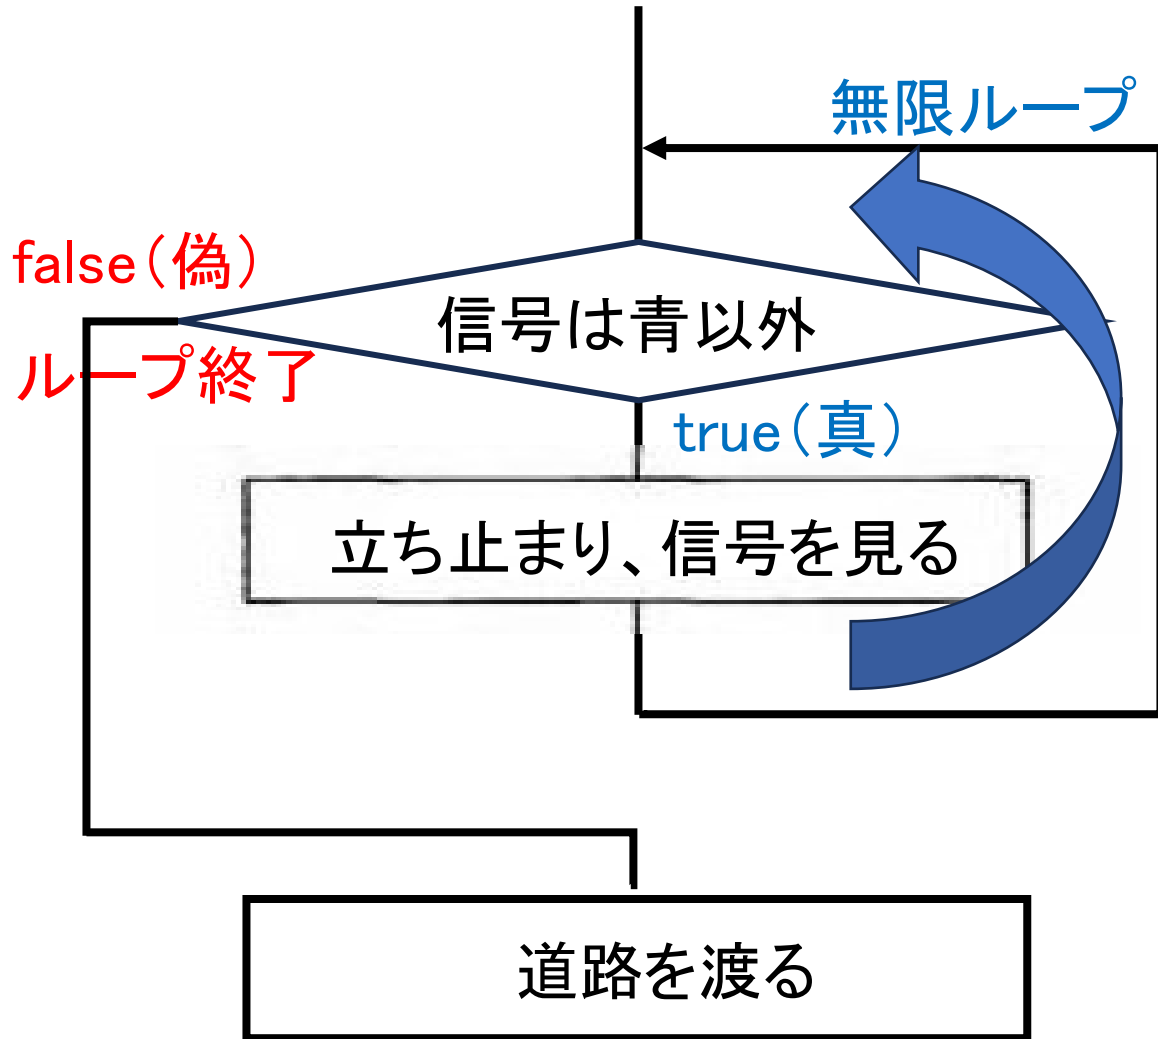 無限ループ
false（偽）
信号は青以外
ループ終了
true（真）
立ち止まり、信号を見る
道路を渡る